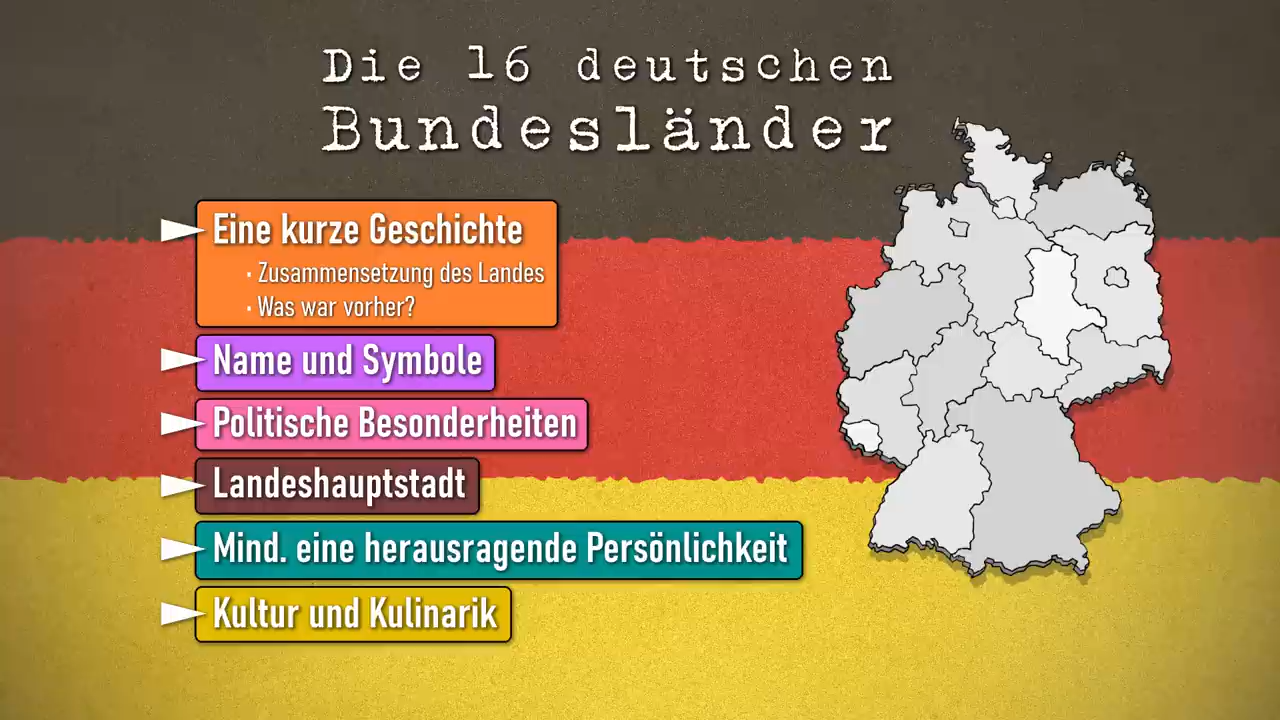 Die 16 deutschen
Bundesländer
Eine kurze Geschichte
· Zusammensetzung des Landes
· Was war vorher?
Name und Symbole
Politische Besonderheiten
Landeshauptstadt
Mind. eine herausragende Persönlichkeit
Kultur und Kulinarik